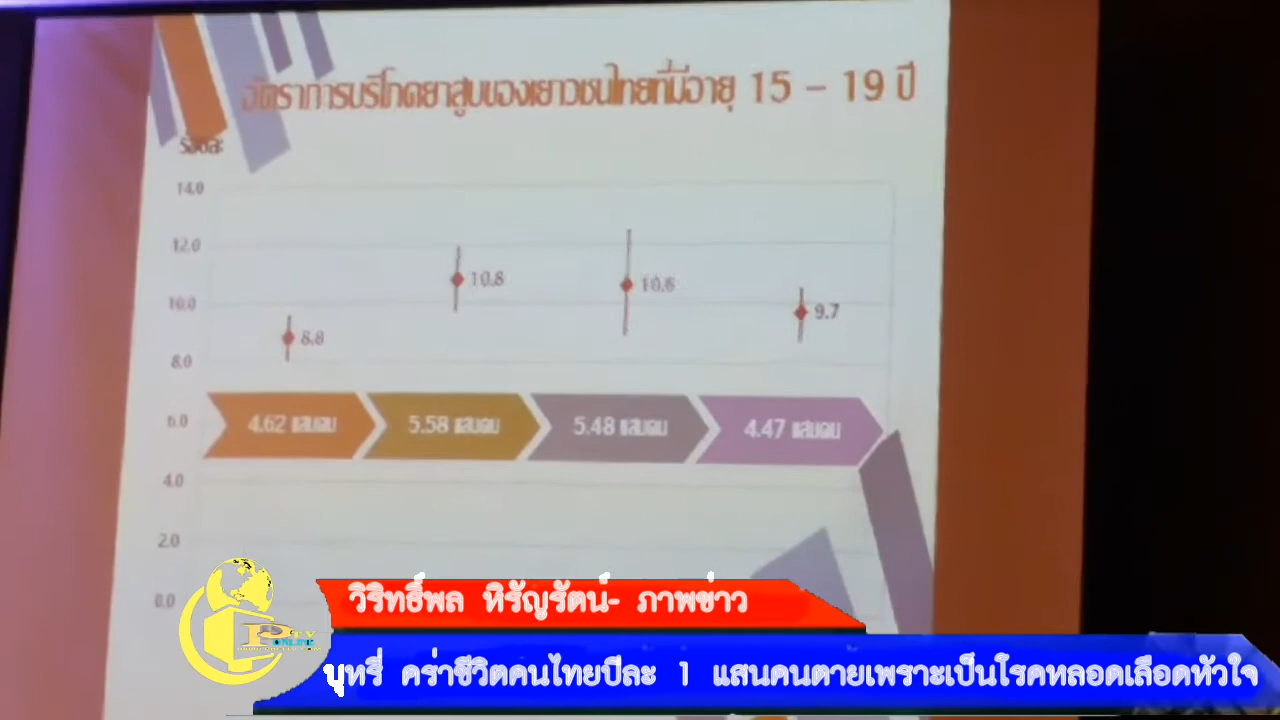 อัตราการบริโภคยาสูบของเยาวชนไทยที่มีอายุ 15 – 19 ปี
ร้อยละ
14.0
12.0
10.8
10.6
10.0
9.7
8.8
8.0
6.0
4.62 แสนคน
5.58 แสนคน
5.48 แสนคน
4.47 แสนคน
4.0
2.0
0.0
วิริทธิ์พล หิรัญรัตน์- ภาพข่าว
PTV
ONLINE
บุหรี่ คร่าชีวิตคนไทยปีละ 1 แสนคนตายเพราะเป็นโรคหลอดเลือดหัวใจ